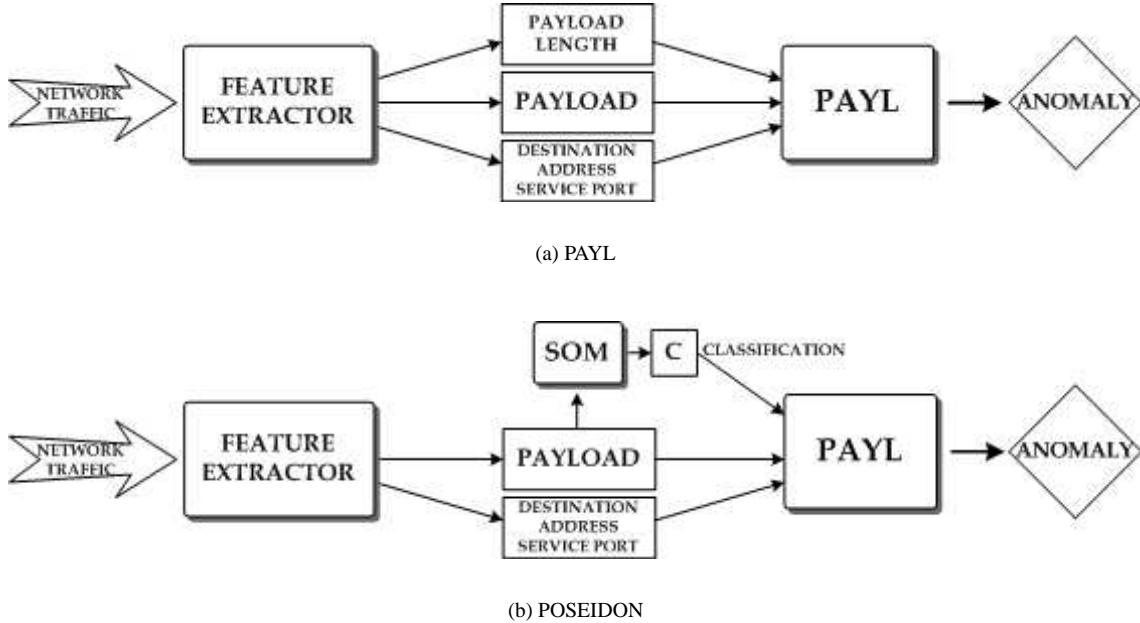 NETWORK
TRAFFIC
FEATURE
EXTRACTOR
PAYLOAD
LENGTH
PAYLOAD
DESTINATION
ADDRESS
SERVICE PORT
PAYL
ANOMALY
(a) PAYL
SOM
C
CLASSIFICATION
NETWORK
TRAFFIC
FEATURE
EXTRACTOR
PAYLOAD
DESTINATION
ADDRESS
SERVICE PORT
PAYL
ANOMALY
(b) POSEIDON